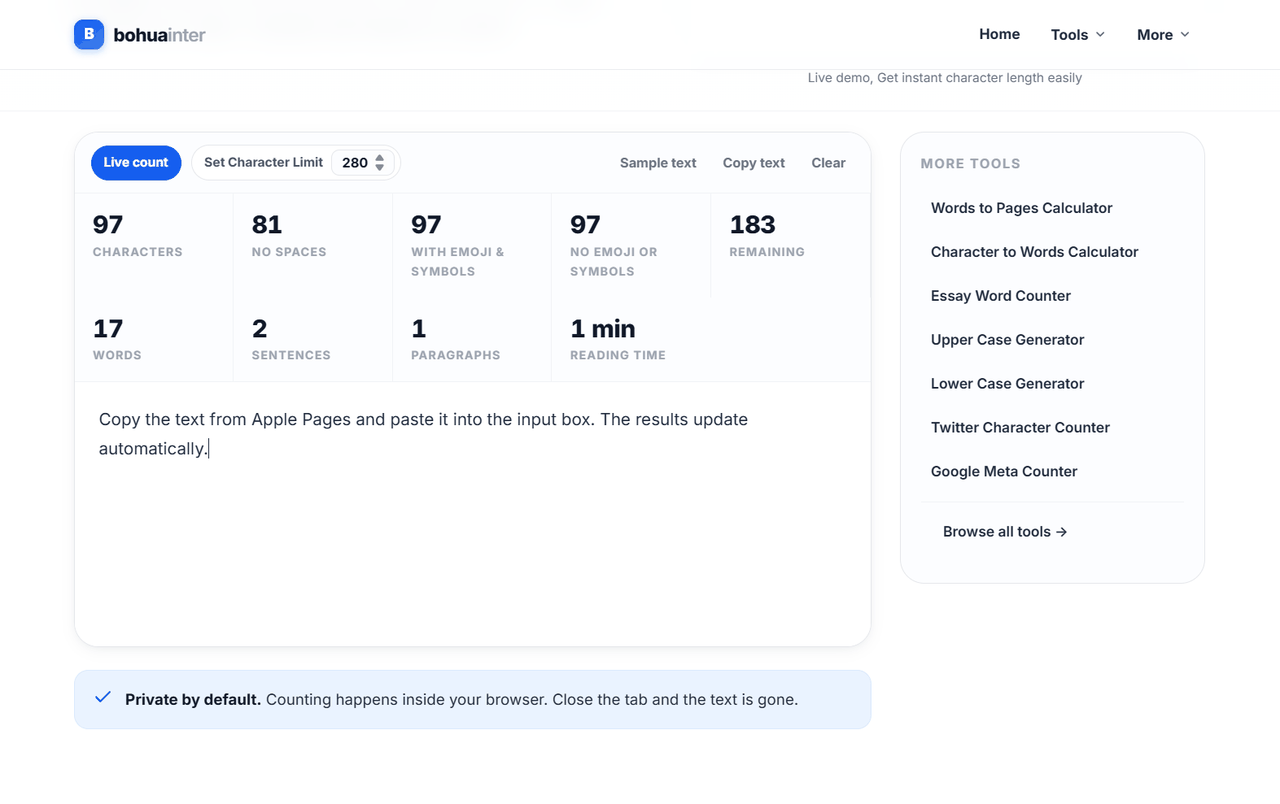 B bohuainter
Home Tools More
Live demo, Get instant character length easily
Live count Set Character Limit 280 Sample text Copy text Clear
97
CHARACTERS
81
NO SPACES
97
WITH EMOJI &
SYMBOLS
97
NO EMOJI OR
SYMBOLS
183
REMAINING
17
WORDS
2
SENTENCES
1
PARAGRAPHS
1 min
READING TIME
Copy the text from Apple Pages and paste it into the input box. The results update
automatically.
Private by default. Counting happens inside your browser. Close the tab and the text is gone.
MORE TOOLS
Words to Pages Calculator
Character to Words Calculator
Essay Word Counter
Upper Case Generator
Lower Case Generator
Twitter Character Counter
Google Meta Counter
Browse all tools →